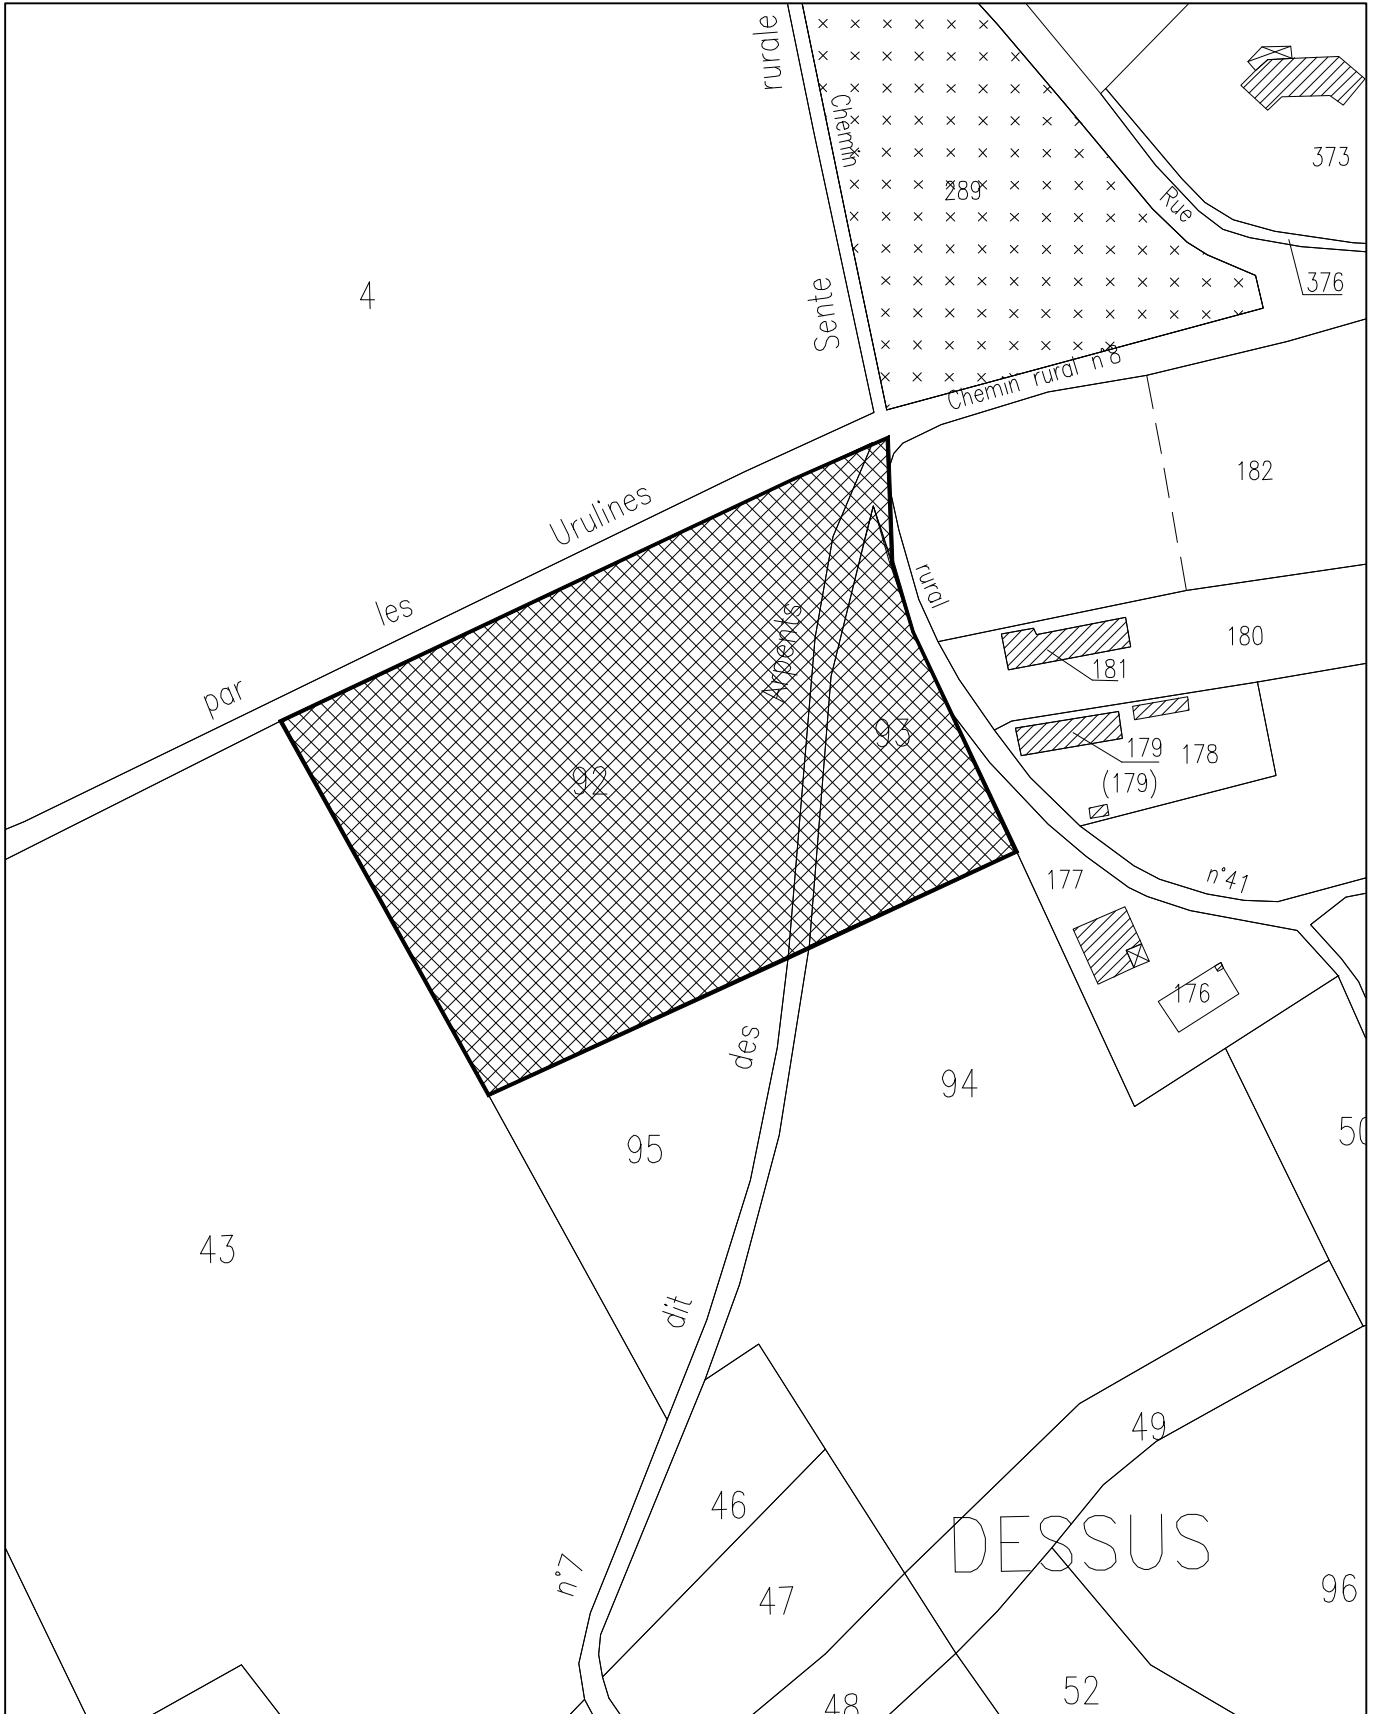 rurale
Chemin
373
289
Rue
376
4
Sente
Chemin rural n°8
182
Urulines
les
par
rural
Arpents
180
181
93
179
178
(179)
92
177
n°41
176
des
94
95
50
43
dit
49
46
DESSUS
n°7
47
96
52
48